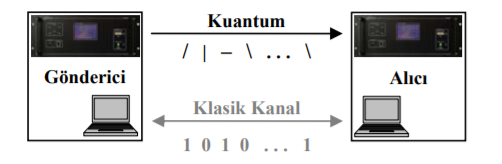 Kuantum
/ | – \ ... \
Gönderici
Alıcı
Klasik Kanal
1 0 1 0 ... 1